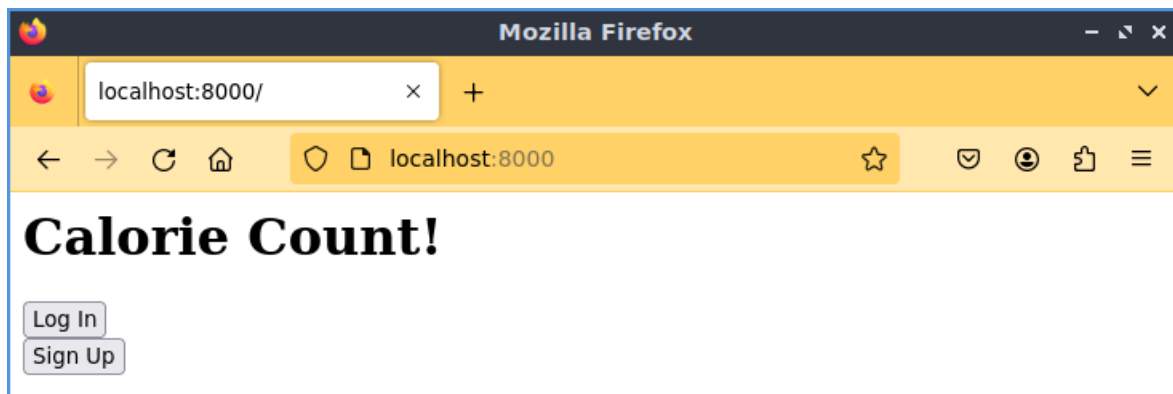 Mozilla Firefox
localhost:8000/
localhost:8000
Calorie Count!
Log In
Sign Up